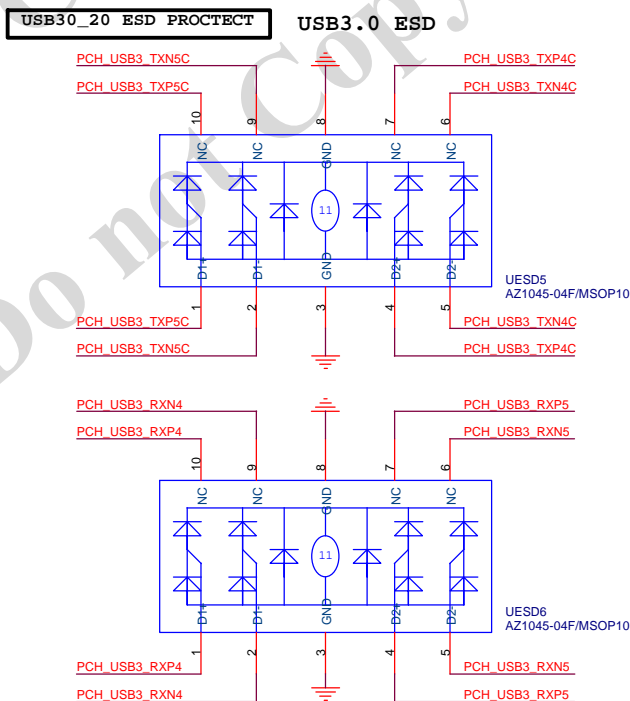 USB30_20 ESD PROCTECT
USB3.0 ESD
PCH_USB3_TXN5C
PCH_USB3_TXP4C
PCH_USB3_TXP5C
PCH_USB3_TXN4C
10 9 8 7 6
NC NC GND NC NC
11
D1+ D1- GND D2+ D2-
UESD5
AZ1045-04F/MSOP10
1 2 3 4 5
PCH_USB3_TXP5C
PCH_USB3_TXN4C
PCH_USB3_TXN5C
PCH_USB3_TXP4C
PCH_USB3_RXN4
PCH_USB3_RXP5
PCH_USB3_RXP4
PCH_USB3_RXN5
10 9 8 7 6
NC NC GND NC NC
11
D1+ D1- GND D2+ D2-
UESD6
AZ1045-04F/MSOP10
1 2 3 4 5
PCH_USB3_RXP4
PCH_USB3_RXN5
PCH_USB3_RXN4
PCH_USB3_RXP5
Do not Copy